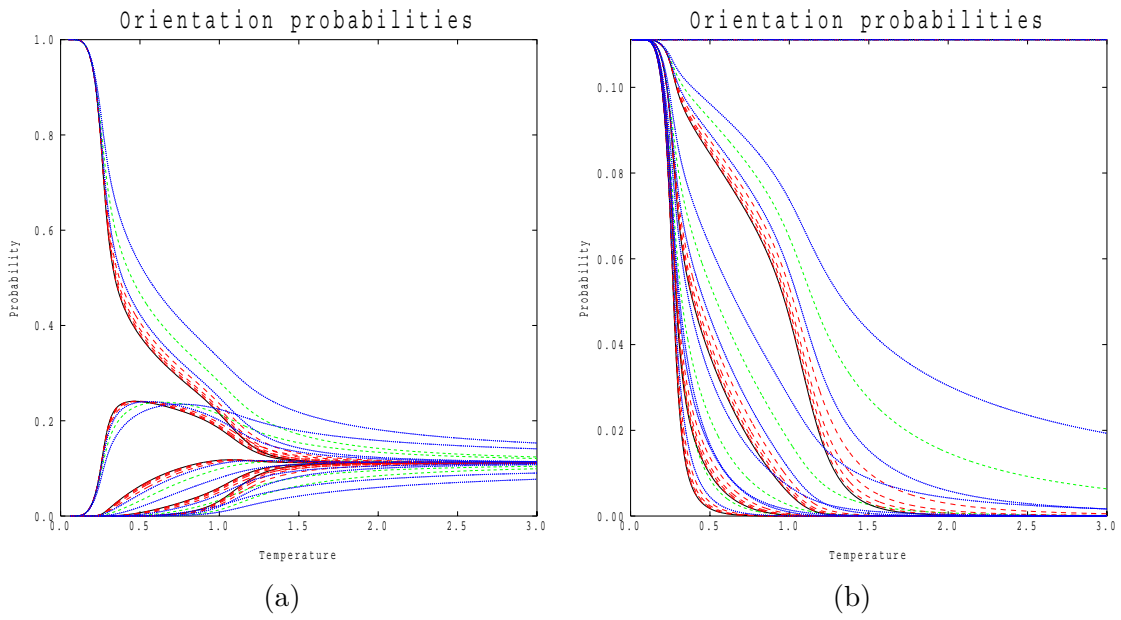 Orientation probabilities
1.0
0.8
0.6
0.4
0.2
0.0
Probability
0.0 0.5 1.0 1.5 2.0 2.5 3.0
Temperature
(a)
Orientation probabilities
0.10
0.08
0.06
0.04
0.02
0.00
Probability
0.0 0.5 1.0 1.5 2.0 2.5 3.0
Temperature
(b)